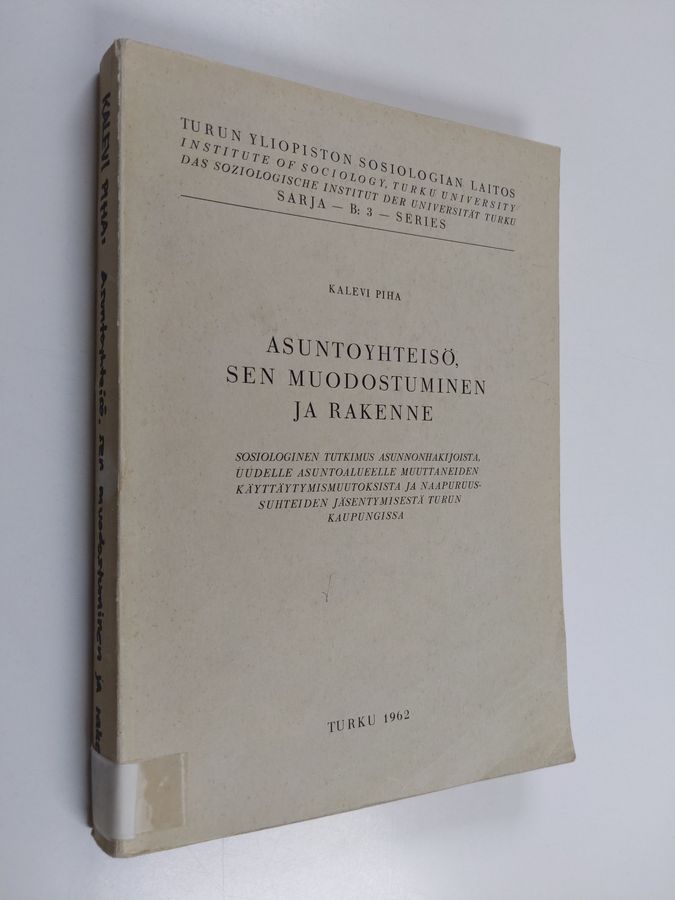 TURUN YLIOPISTON SOSIOLOGIAN LAITOS
INSTITUTE OF SOCIOLOGY, TURKU UNIVERSITY
DAS SOZIOLOGISCHE INSTITUT DER UNIVERSITÄT TURKU
SARJA — B: 3 — SERIES
KALEVI PIHA
ASUNTOYHTEISÖ,
SEN MUODOSTUMINEN
JA RAKENNE
SOSIOLOGINEN TUTKIMUS ASUNNONHAKIJOISTA,
UUDELLE ASUNTOALUEELLE MUUTTANEIDEN
KÄYTTÄYTYMISMUUTOKSISTA JA NAAPURUUS-
SUHTEIDEN JÄSENTYMISESTÄ TURUN
KAUPUNGISSA
TURKU 1962
KALEVI PIHA: Asuntoyhteisö, sen muodostuminen ja